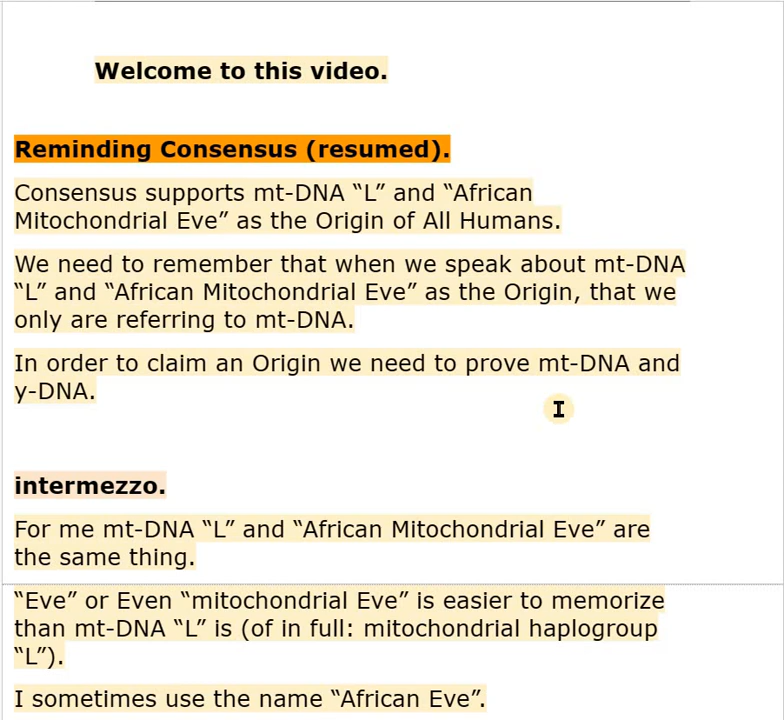 Welcome to this video.
Reminding Consensus (resumed).
Consensus supports mt-DNA “L” and “African
Mitochondrial Eve” as the Origin of All Humans.
We need to remember that when we speak about mt-DNA
“L” and “African Mitochondrial Eve” as the Origin, that we
only are referring to mt-DNA.
In order to claim an Origin we need to prove mt-DNA and
y-DNA.
intermezzo.
For me mt-DNA “L” and “African Mitochondrial Eve” are
the same thing.
“Eve” or Even “mitochondrial Eve” is easier to memorize
than mt-DNA “L” is (of in full: mitochondrial haplogroup
“L”).
I sometimes use the name “African Eve”.